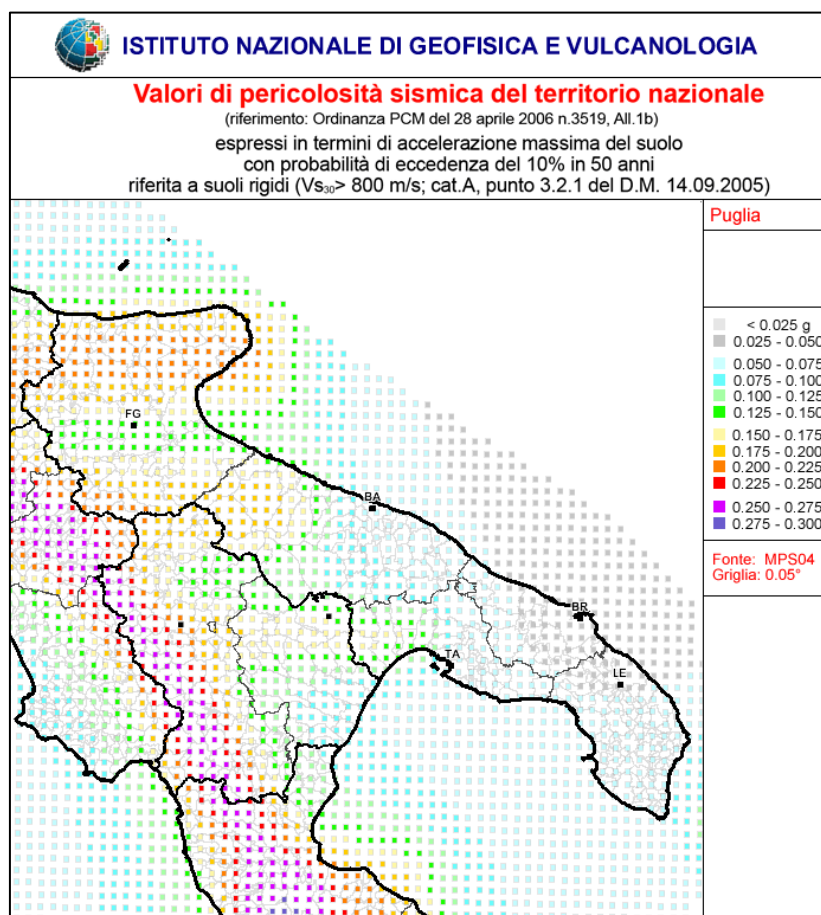 ISTITUTO NAZIONALE DI GEOFISICA E VULCANOLOGIA
Valori di pericolosità sismica del territorio nazionale
(riferimento: Ordinanza PCM del 28 aprile 2006 n.3519, All.1b)
espressi in termini di accelerazione massima del suolo
con probabilità di eccedenza del 10% in 50 anni
riferita a suoli rigidi (Vs₃₀> 800 m/s; cat.A, punto 3.2.1 del D.M. 14.09.2005)
Puglia
< 0.025 g
0.025 - 0.050
0.050 - 0.075
0.075 - 0.100
0.100 - 0.125
0.125 - 0.150
0.150 - 0.175
0.175 - 0.200
0.200 - 0.225
0.225 - 0.250
0.250 - 0.275
0.275 - 0.300
Fonte: MPS04
Griglia: 0.05°
FG
BA
BR
TA
LE